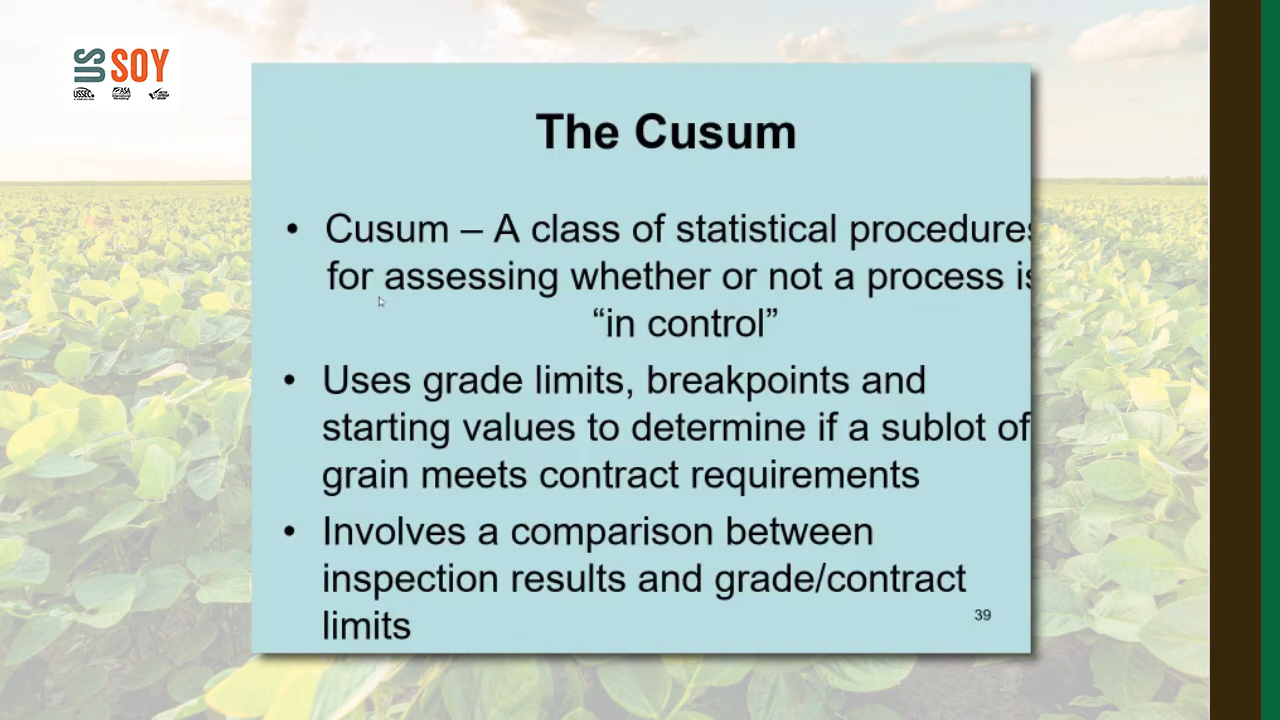 US SOY
USSEC
The Cusum
• Cusum – A class of statistical procedures
for assessing whether or not a process is
“in control”
• Uses grade limits, breakpoints and
starting values to determine if a sublot of
grain meets contract requirements
• Involves a comparison between
inspection results and grade/contract
limits
39